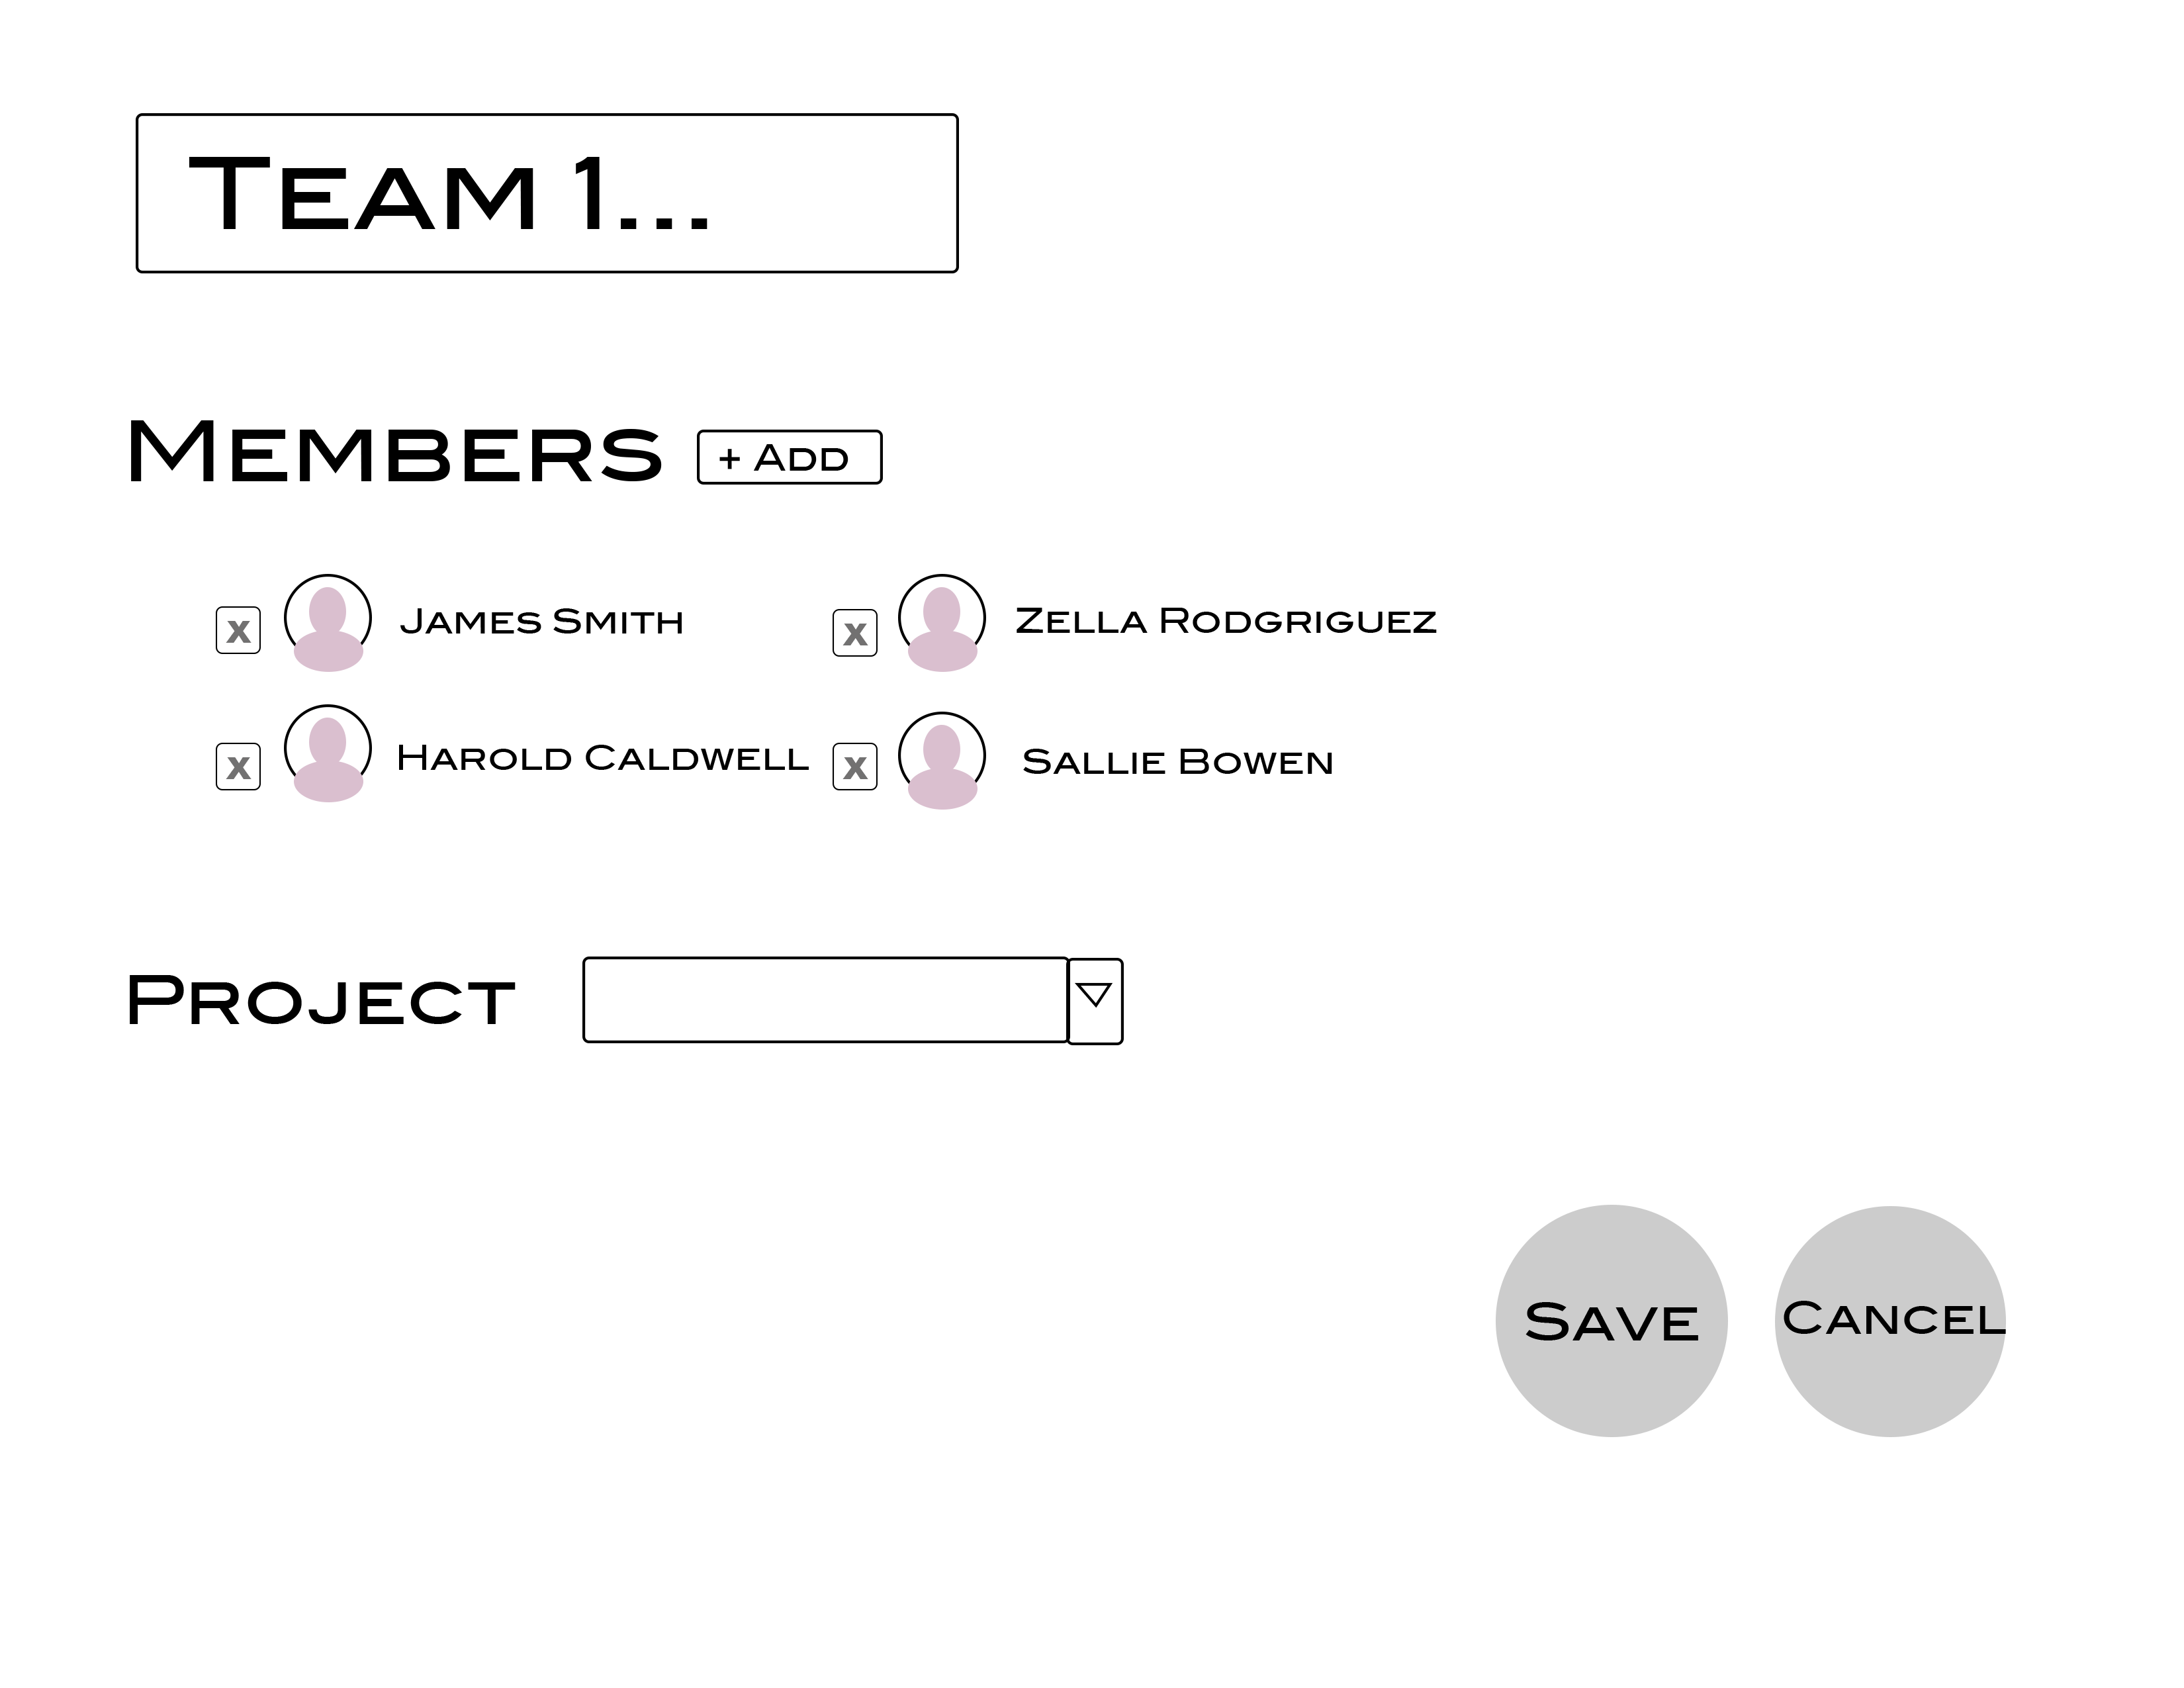 Team 1...
Members + Add
x James Smith x Zella Rodgriguez
x Harold Caldwell x Sallie Bowen
Project
Save Cancel